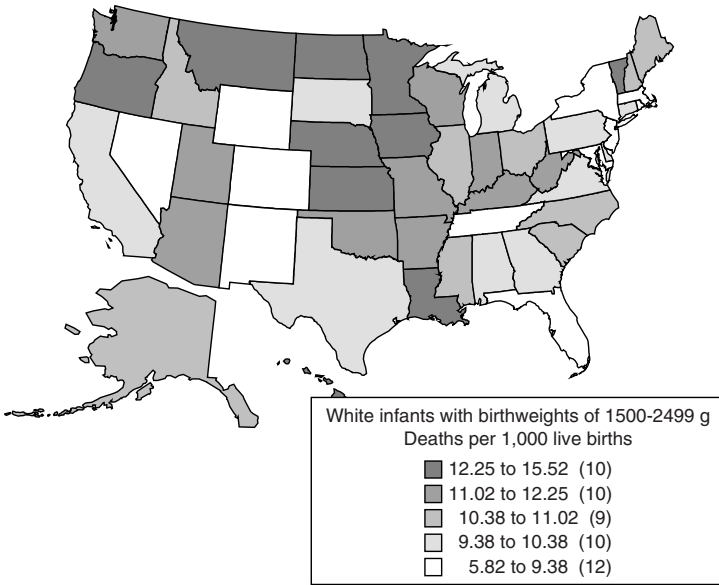 White infants with birthweights of 1500-2499 g
Deaths per 1,000 live births
12.25 to 15.52 (10)
11.02 to 12.25 (10)
10.38 to 11.02 (9)
9.38 to 10.38 (10)
5.82 to 9.38 (12)